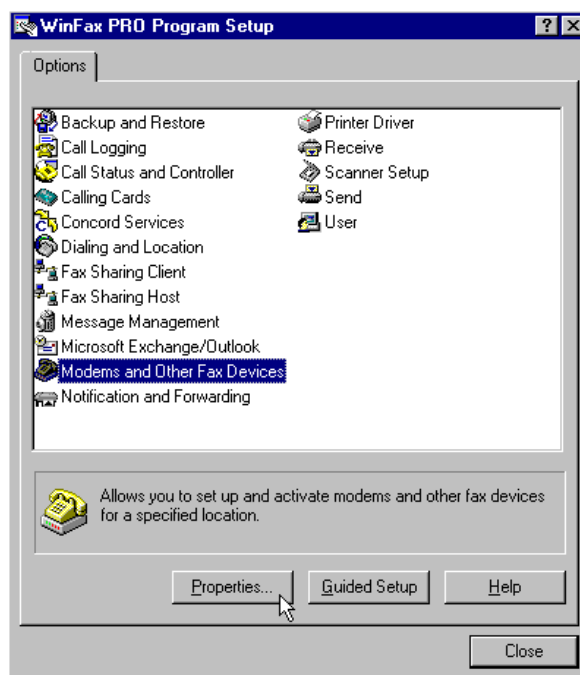 WinFax PRO Program Setup
Options
Backup and Restore
Call Logging
Call Status and Controller
Calling Cards
Concord Services
Dialing and Location
Fax Sharing Client
Fax Sharing Host
Message Management
Microsoft Exchange/Outlook
Modems and Other Fax Devices
Notification and Forwarding
Printer Driver
Receive
Scanner Setup
Send
User
Allows you to set up and activate modems and other fax devices
for a specified location.
Properties...
Guided Setup
Help
Close